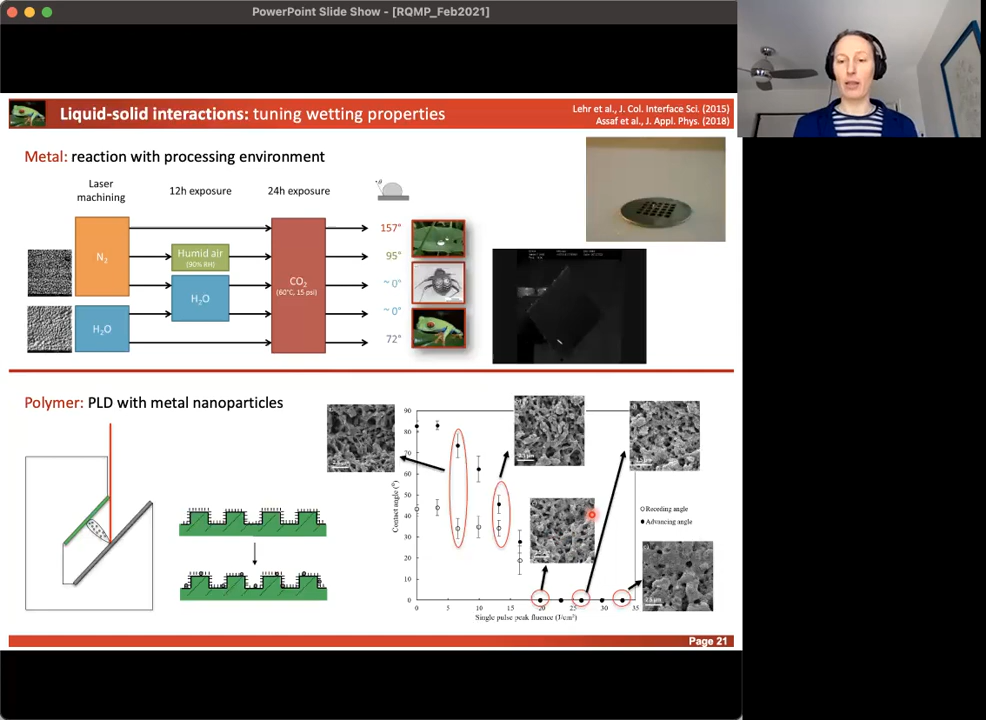 PowerPoint Slide Show - [RQMP_Feb2021]
Liquid-solid interactions: tuning wetting properties
Lehr et al., J. Col. Interface Sci. (2015)
Assaf et al., J. Appl. Phys. (2018)
Metal: reaction with processing environment
Laser
machining
12h exposure
24h exposure
θ
N₂
Humid air
(90% RH)
H₂O
H₂O
CO₂
(60°C, 15 psi)
157°
95°
~ 0°
~ 0°
72°
Polymer: PLD with metal nanoparticles
Contact angle (°)
90
80
70
60
50
40
30
20
10
0
0
5
10
15
20
25
30
35
Single pulse peak fluence (J/cm²)
Receding angle
Advancing angle
Page 21